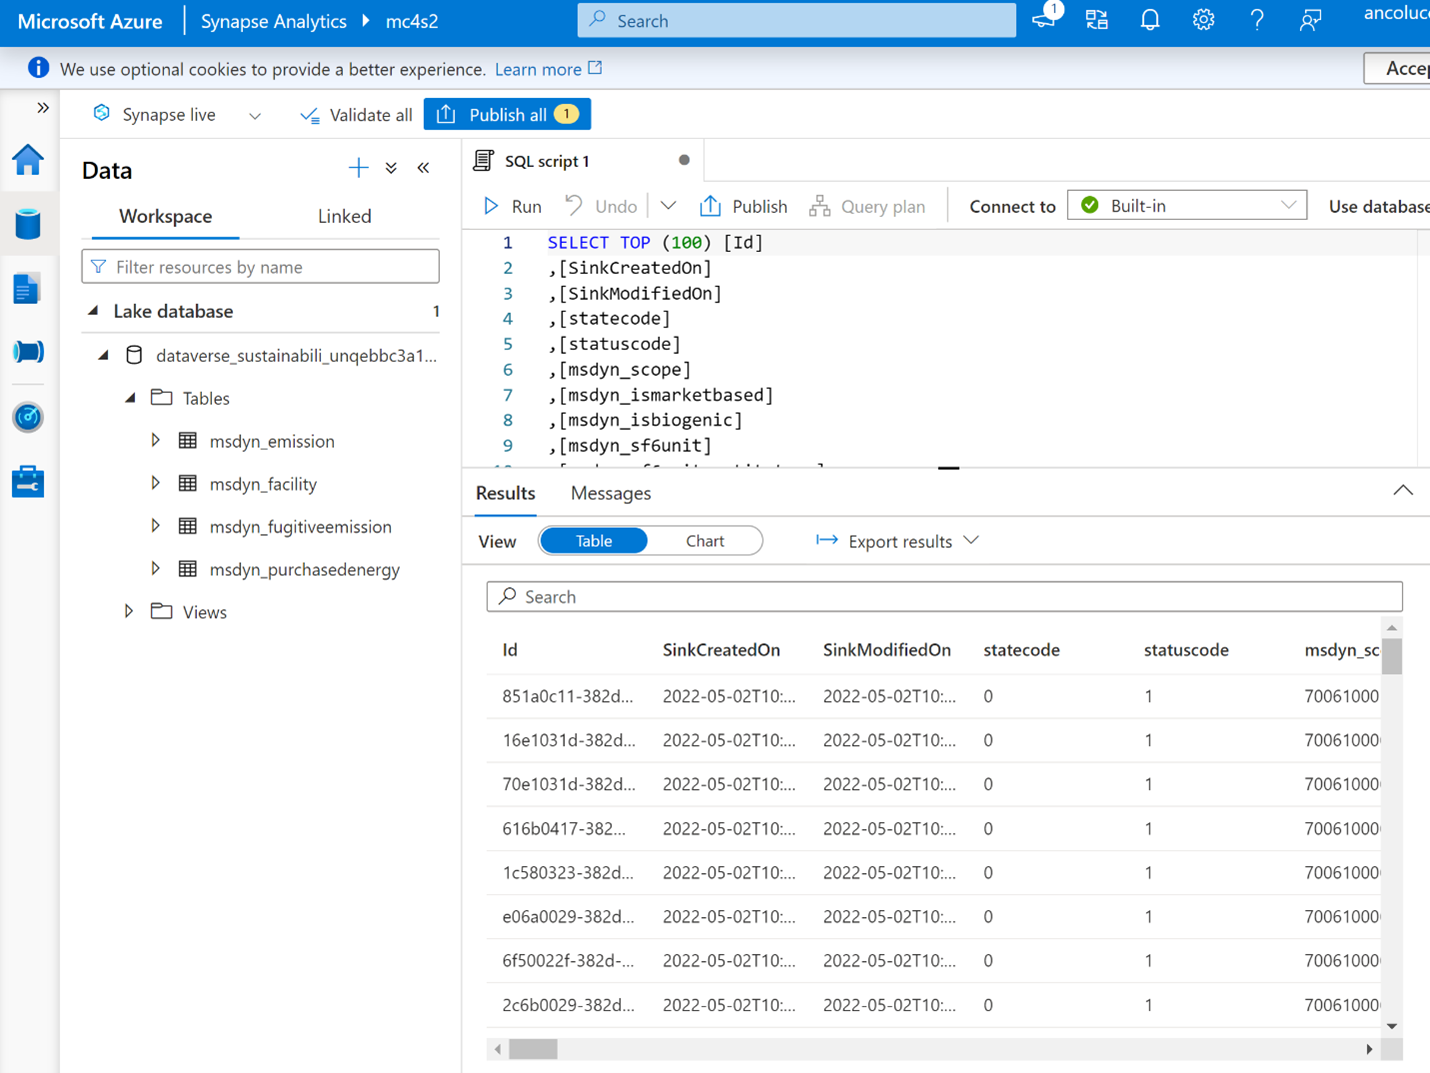 Microsoft Azure Synapse Analytics mc4s2 Search 1 ancoluc
We use optional cookies to provide a better experience. Learn more Accep
Synapse live Validate all Publish all 1
Data
Workspace Linked
Filter resources by name
Lake database 1
dataverse_sustainabili_unqebbc3a1...
Tables
msdyn_emission
msdyn_facility
msdyn_fugitiveemission
msdyn_purchasedenergy
Views
SQL script 1
Run Undo Publish Query plan Connect to Built-in Use database
1 SELECT TOP (100) [Id]
2 ,[SinkCreatedOn]
3 ,[SinkModifiedOn]
4 ,[statecode]
5 ,[statuscode]
6 ,[msdyn_scope]
7 ,[msdyn_ismarketbased]
8 ,[msdyn_isbiogenic]
9 ,[msdyn_sf6unit]
Results Messages
View Table Chart Export results
Search
Id SinkCreatedOn SinkModifiedOn statecode statuscode msdyn_sc
851a0c11-382d... 2022-05-02T10:... 2022-05-02T10:... 0 1 70061000
16e1031d-382d... 2022-05-02T10:... 2022-05-02T10:... 0 1 70061000
70e1031d-382d... 2022-05-02T10:... 2022-05-02T10:... 0 1 70061000
616b0417-382... 2022-05-02T10:... 2022-05-02T10:... 0 1 70061000
1c580323-382d... 2022-05-02T10:... 2022-05-02T10:... 0 1 70061000
e06a0029-382d... 2022-05-02T10:... 2022-05-02T10:... 0 1 70061000
6f50022f-382d-... 2022-05-02T10:... 2022-05-02T10:... 0 1 70061000
2c6b0029-382d... 2022-05-02T10:... 2022-05-02T10:... 0 1 70061000